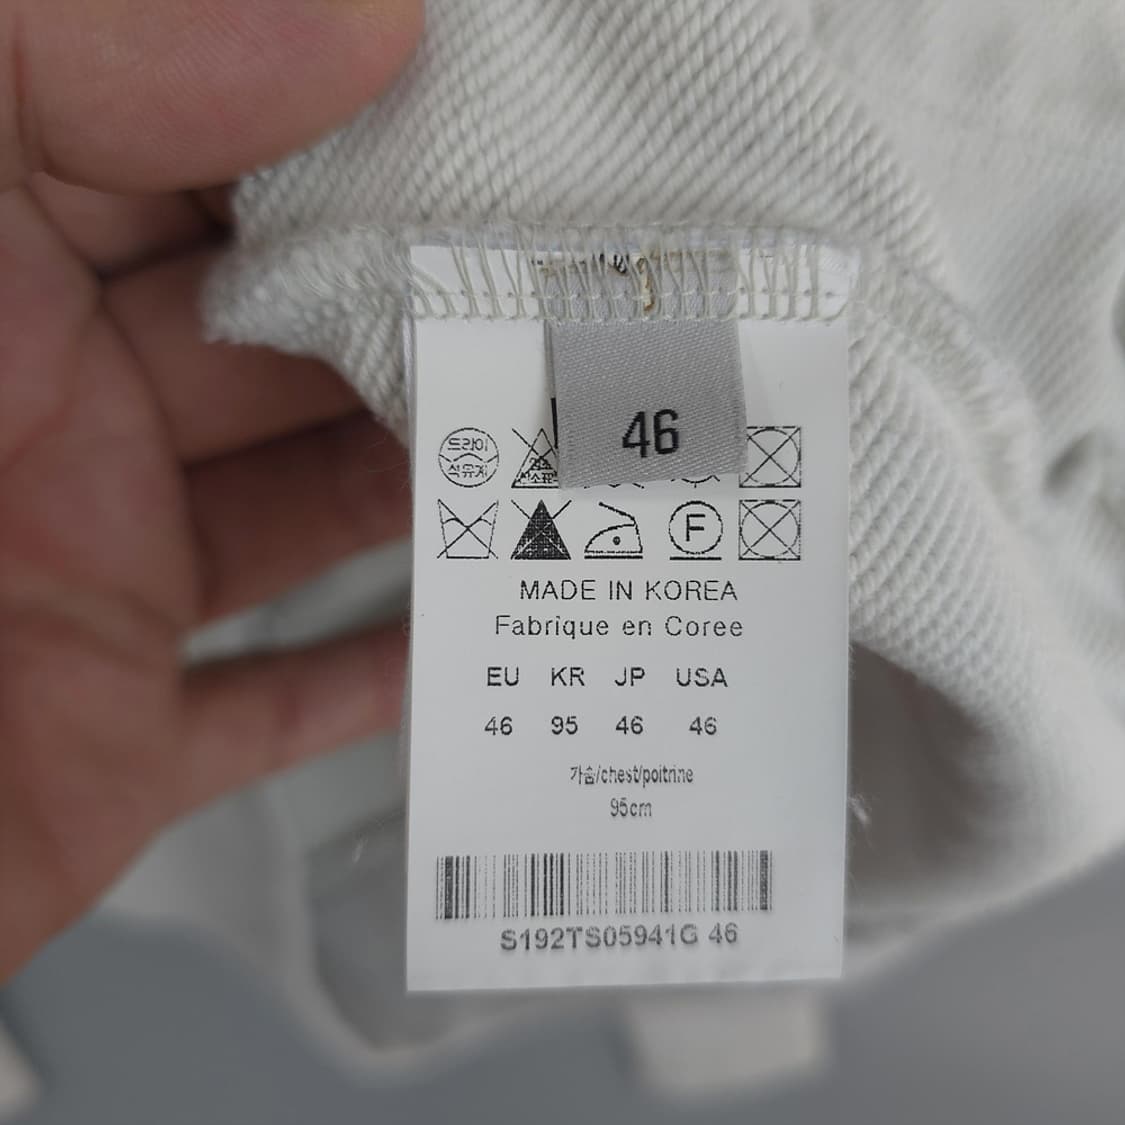 46
드라이
석유계
F
MADE IN KOREA
Fabrique en Coree
EU KR JP USA
46 95 46 46
가슴/chest/poitrine
95cm
S192TS05941G 46